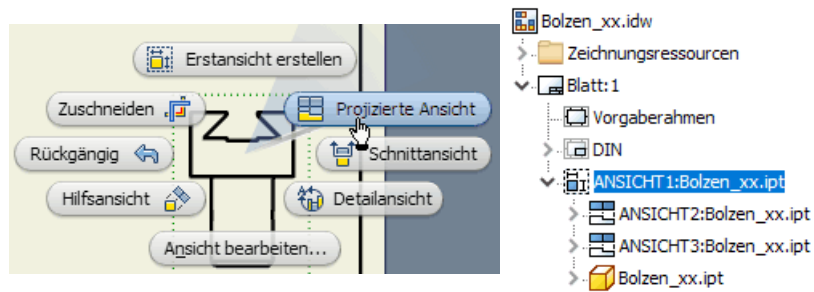 Erstansicht erstellen
Zuschneiden
Projizierte Ansicht
Rückgängig
Schnittansicht
Hilfsansicht
Detailansicht
Ansicht bearbeiten...
Bolzen_xx.idw
Zeichnungsressourcen
Blatt:1
Vorgaberahmen
DIN
ANSICHT1:Bolzen_xx.ipt
ANSICHT2:Bolzen_xx.ipt
ANSICHT3:Bolzen_xx.ipt
Bolzen_xx.ipt